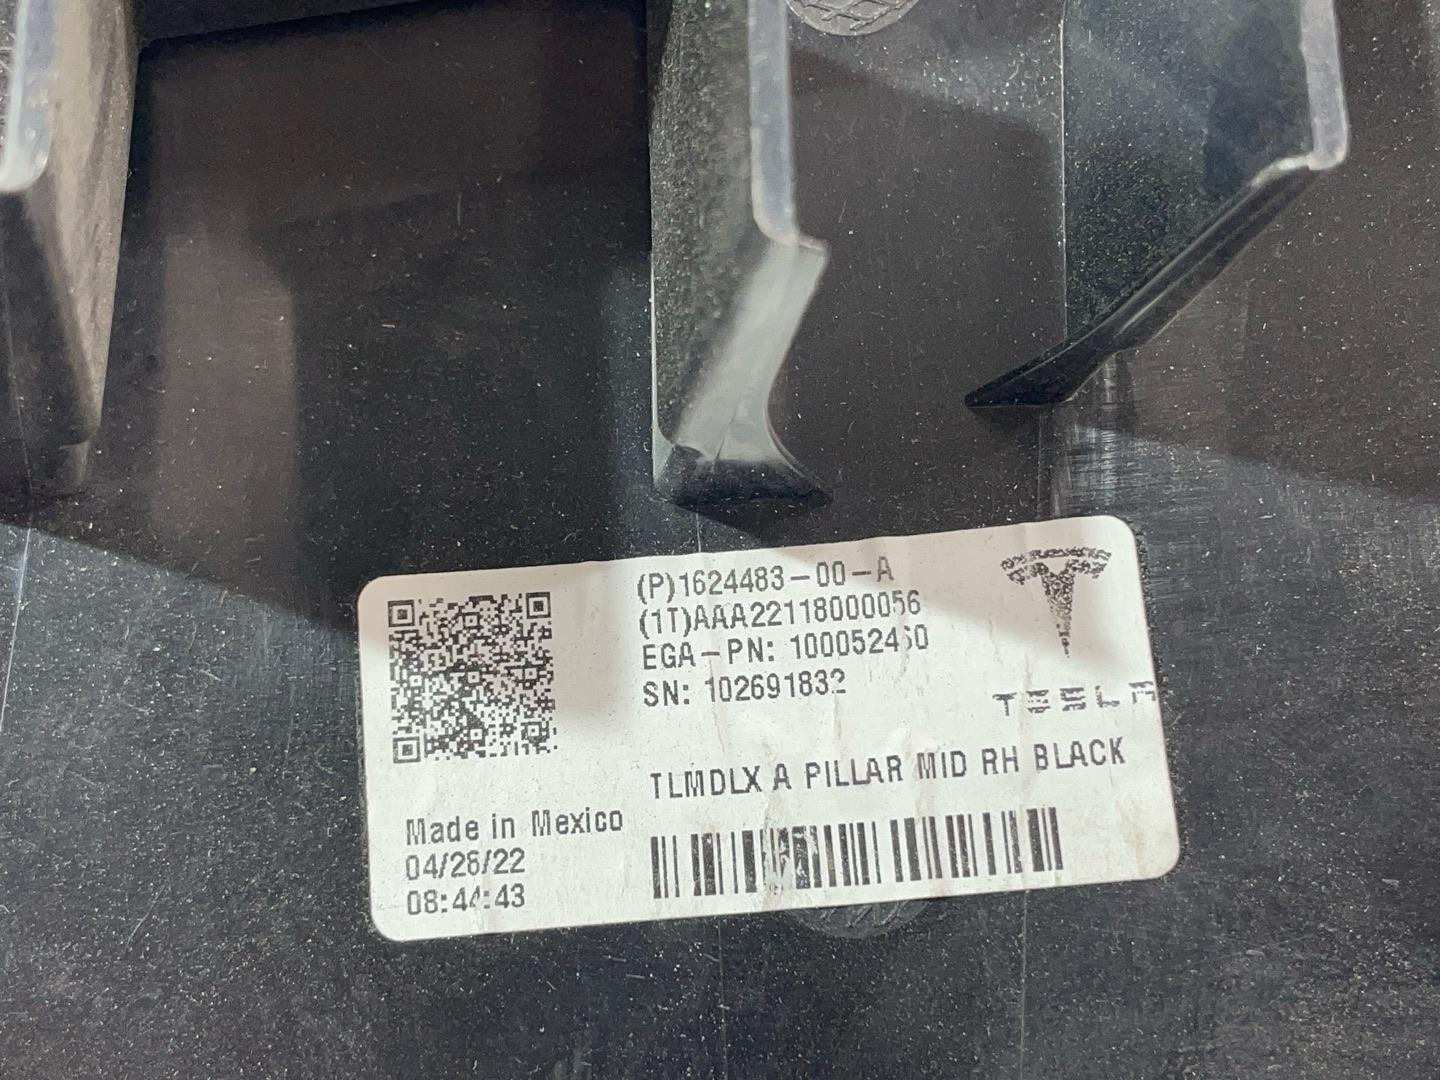 (P)1624483-00-A
(1T)AAA22118000056
EGA-PN: 100052460
SN: 102691832
TESLA
TLMDLX A PILLAR MID RH BLACK
Made in Mexico
04/26/22
08:44:43